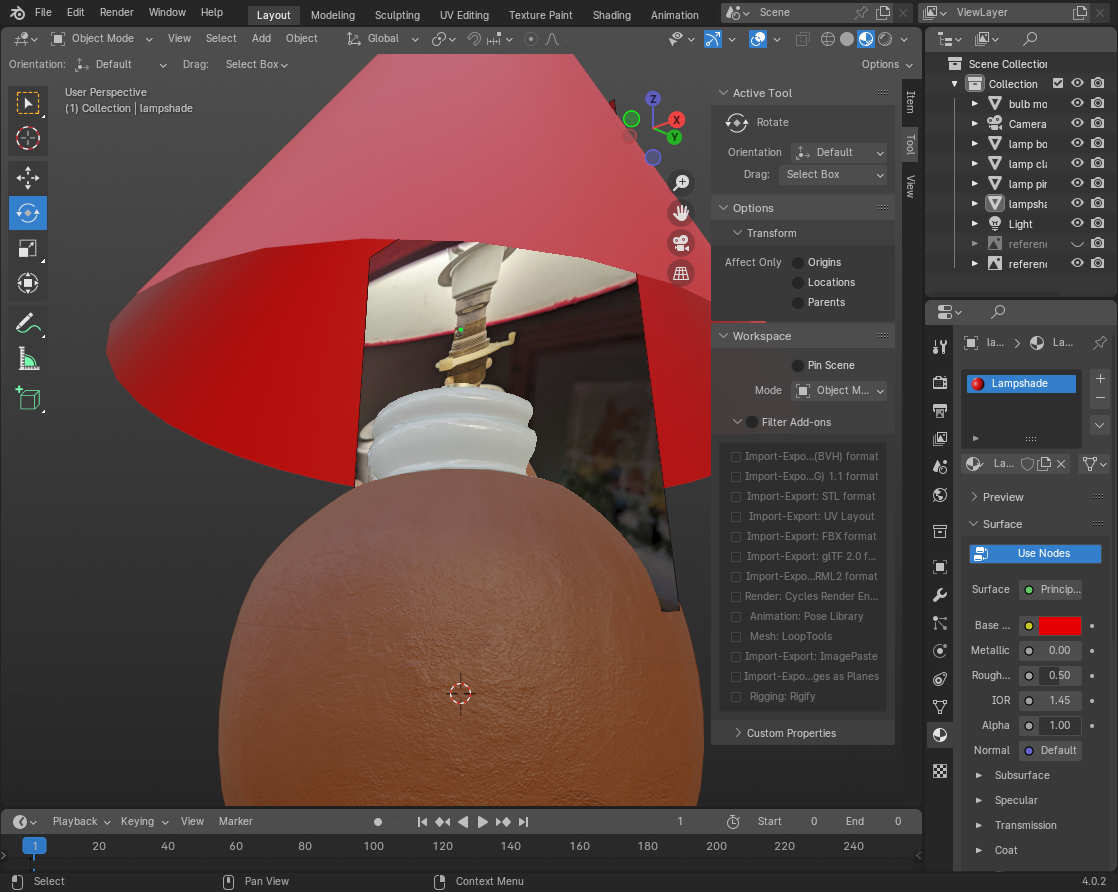 File Edit Render Window Help Layout Modeling Sculpting UV Editing Texture Paint Shading Animation Scene ViewLayer
Object Mode View Select Add Object Global
Orientation: Default Drag: Select Box Options
User Perspective
(1) Collection | lampshade
Z
X
Y
Active Tool
Rotate
Orientation Default
Drag: Select Box
Options
Transform
Affect Only Origins
Locations
Parents
Workspace
Pin Scene
Mode Object M...
Filter Add-ons
Import-Expo...(BVH) format
Import-Expo...G) 1.1 format
Import-Export: STL format
Import-Export: UV Layout
Import-Export: FBX format
Import-Export: glTF 2.0 f...
Import-Expo...RML2 format
Render: Cycles Render En...
Animation: Pose Library
Mesh: LoopTools
Import-Export: ImagePaste
Import-Expo...ges as Planes
Rigging: Rigify
Custom Properties
Item
Tool
View
Scene Collection
Collection
bulb mo
Camera
lamp bo
lamp cla
lamp pin
lampsha
Light
referenc
referenc
la... La...
Lampshade
La...
Preview
Surface
Use Nodes
Surface Princip...
Base ...
Metallic 0.00
Rough... 0.50
IOR 1.45
Alpha 1.00
Normal Default
Subsurface
Specular
Transmission
Coat
Playback Keying View Marker 1 Start 0 End 0
1 20 40 60 80 100 120 140 160 180 200 220 240
Select Pan View Context Menu 4.0.2